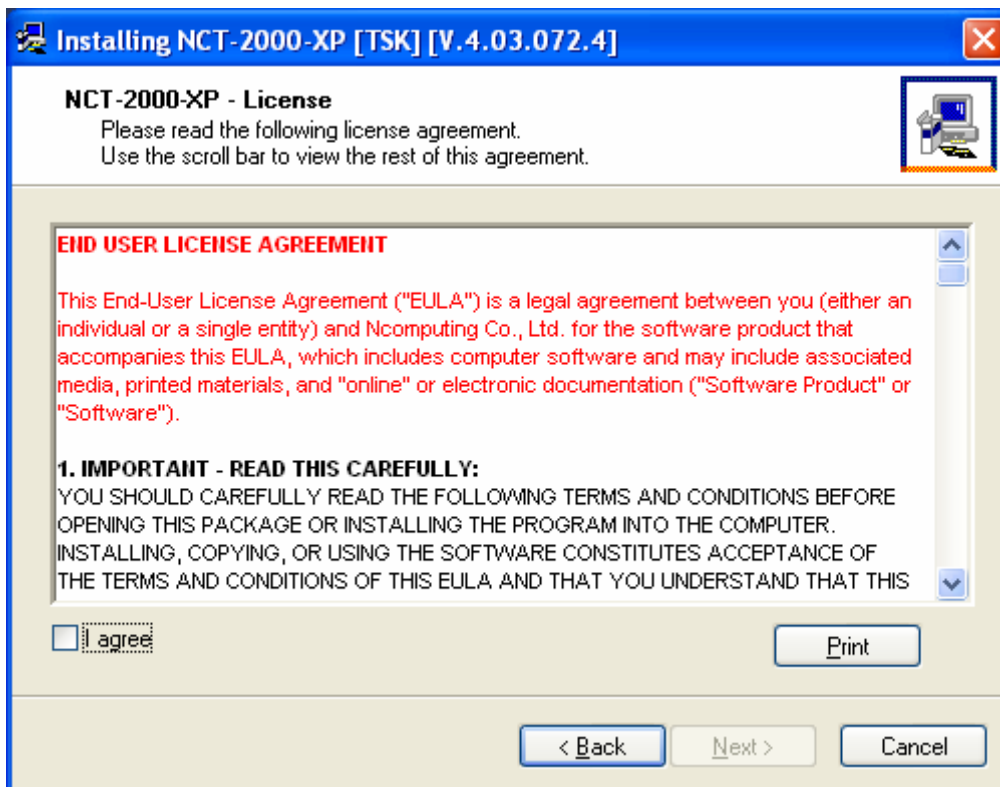 Installing NCT-2000-XP [TSK] [V.4.03.072.4]
NCT-2000-XP - License
Please read the following license agreement.
Use the scroll bar to view the rest of this agreement.
END USER LICENSE AGREEMENT
This End-User License Agreement ("EULA") is a legal agreement between you (either an
individual or a single entity) and Ncomputing Co., Ltd. for the software product that
accompanies this EULA, which includes computer software and may include associated
media, printed materials, and "online" or electronic documentation ("Software Product" or
"Software").
1. IMPORTANT - READ THIS CAREFULLY:
YOU SHOULD CAREFULLY READ THE FOLLOWING TERMS AND CONDITIONS BEFORE
OPENING THIS PACKAGE OR INSTALLING THE PROGRAM INTO THE COMPUTER.
INSTALLING, COPYING, OR USING THE SOFTWARE CONSTITUTES ACCEPTANCE OF
THE TERMS AND CONDITIONS OF THIS EULA AND THAT YOU UNDERSTAND THAT THIS
I agree
Print
< Back
Next >
Cancel